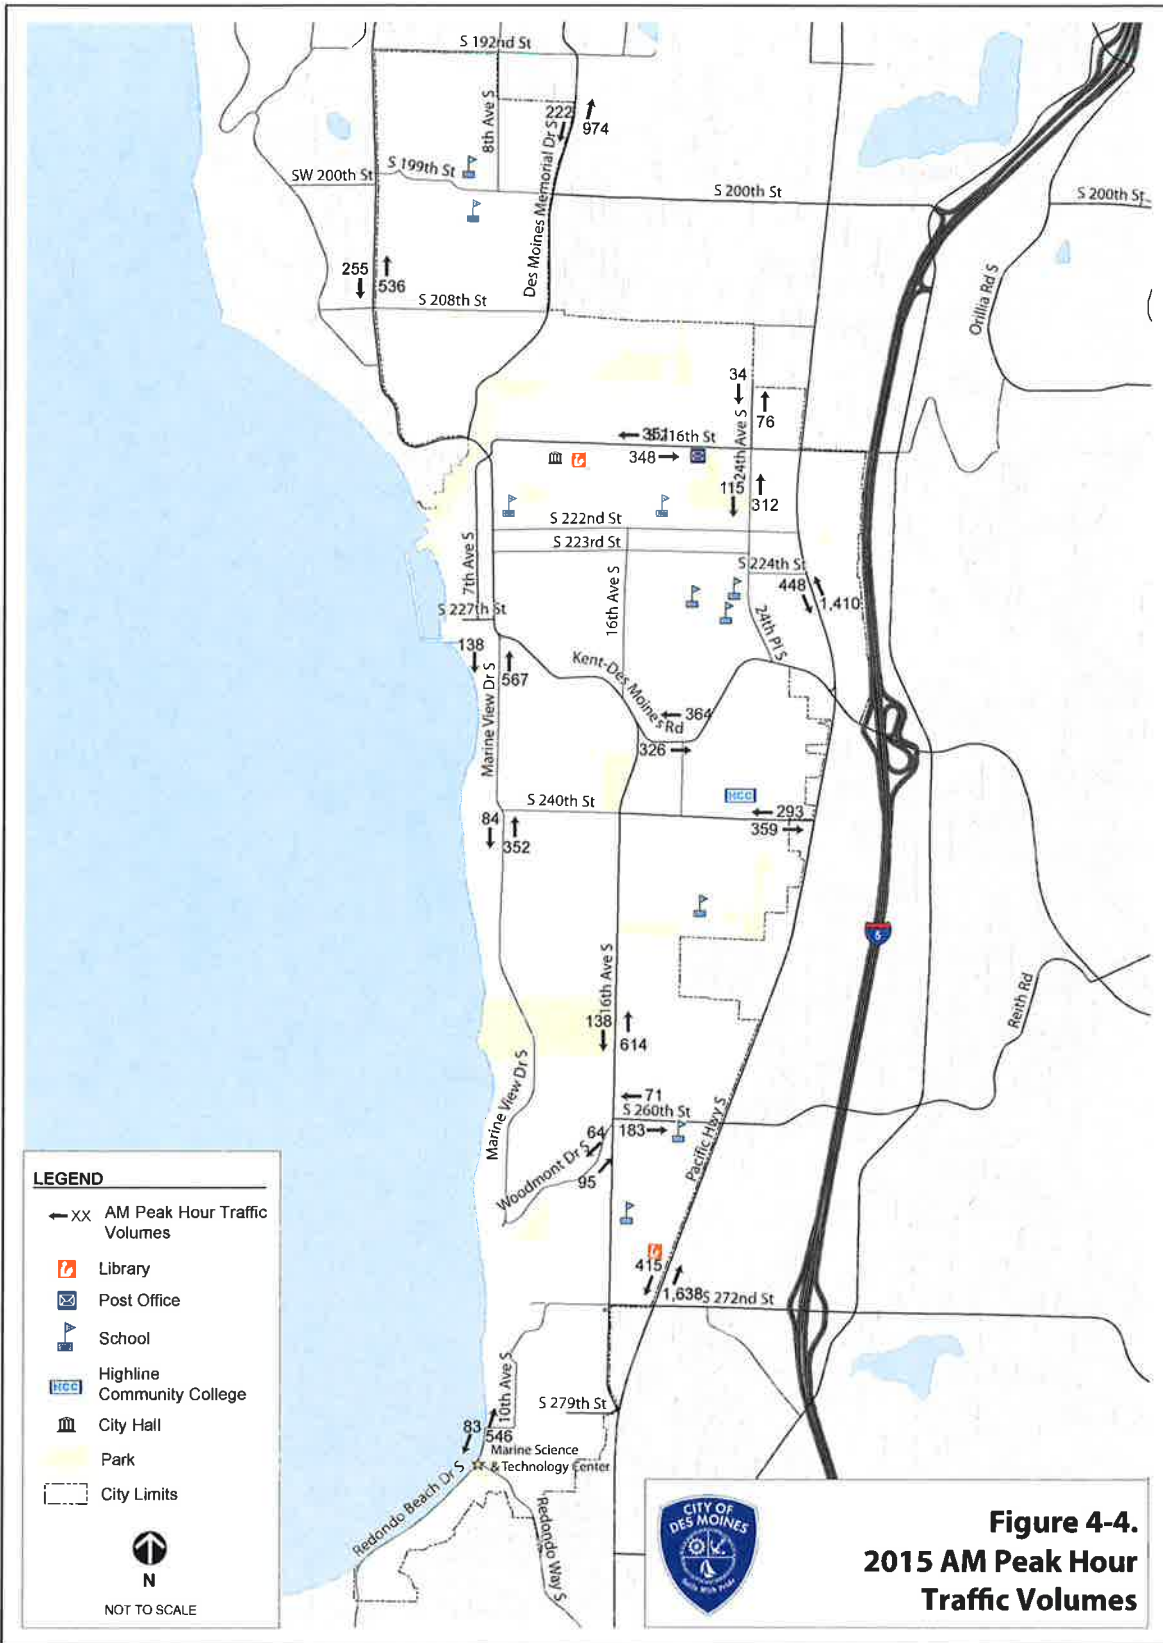 S 192nd St
8th Ave S
222
974
Des Moines Memorial Dr S
S 199th St
SW 200th St
S 200th St
S 200th St
255
536
S 208th St
Orillia Rd S
34
76
24th Ave S
351
S 216th St
348
115
312
S 222nd St
S 223rd St
7th Ave S
16th Ave S
S 224th St
448
1,410
24th Pl S
S 227th St
138
567
Marine View Dr S
Kent-Des Moines Rd
364
326
HCC
S 240th St
293
359
84
352
5
16th Ave S
138
614
Reith Rd
Marine View Dr S
71
S 260th St
183
64
Woodmont Dr S
95
Pacific Hwy S
415
1,638
S 272nd St
10th Ave S
S 279th St
83
546
Marine Science
& Technology Center
Redondo Beach Dr S
Redondo Way S
LEGEND
XX AM Peak Hour Traffic
Volumes
Library
Post Office
School
HCC
Highline
Community College
City Hall
Park
City Limits
N
NOT TO SCALE
CITY OF
DES MOINES
Figure 4-4.
2015 AM Peak Hour
Traffic Volumes